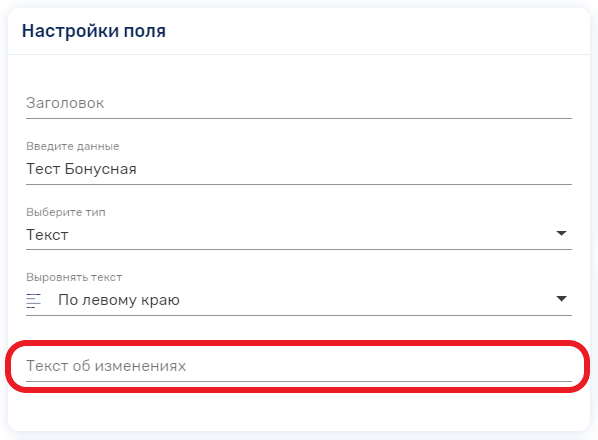 Настройки поля
Заголовок
Введите данные
Тест Бонусная
Выберите тип
Текст
Выровнять текст
По левому краю
Текст об изменениях